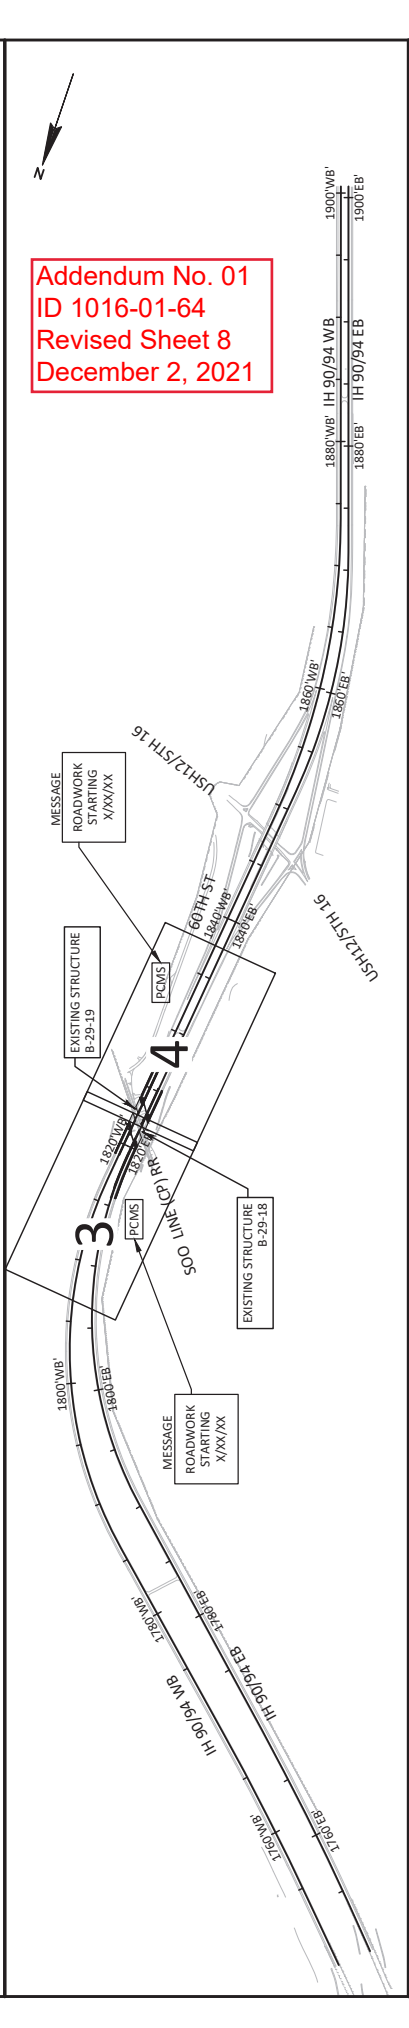 N
Addendum No. 01
ID 1016-01-64
Revised Sheet 8
December 2, 2021
1900'WB'
1900'EB'
IH 90/94 WB
IH 90/94 EB
1880'WB'
1880'EB'
1860'WB'
1860'EB'
USH12/STH 16
MESSAGE
ROADWORK
STARTING
X/XX/XX
60TH ST
1840'WB'
1840'EB'
USH12/STH 16
EXISTING STRUCTURE
B-29-19
PCMS
4
1820'WB'
1820'EB'
SOO LINE (CP) RR
3
PCMS
EXISTING STRUCTURE
B-29-18
1800'WB'
1800'EB'
MESSAGE
ROADWORK
STARTING
X/XX/XX
1780'WB'
1780'EB'
IH 90/94 WB
IH 90/94 EB
1760'WB'
1760'EB'